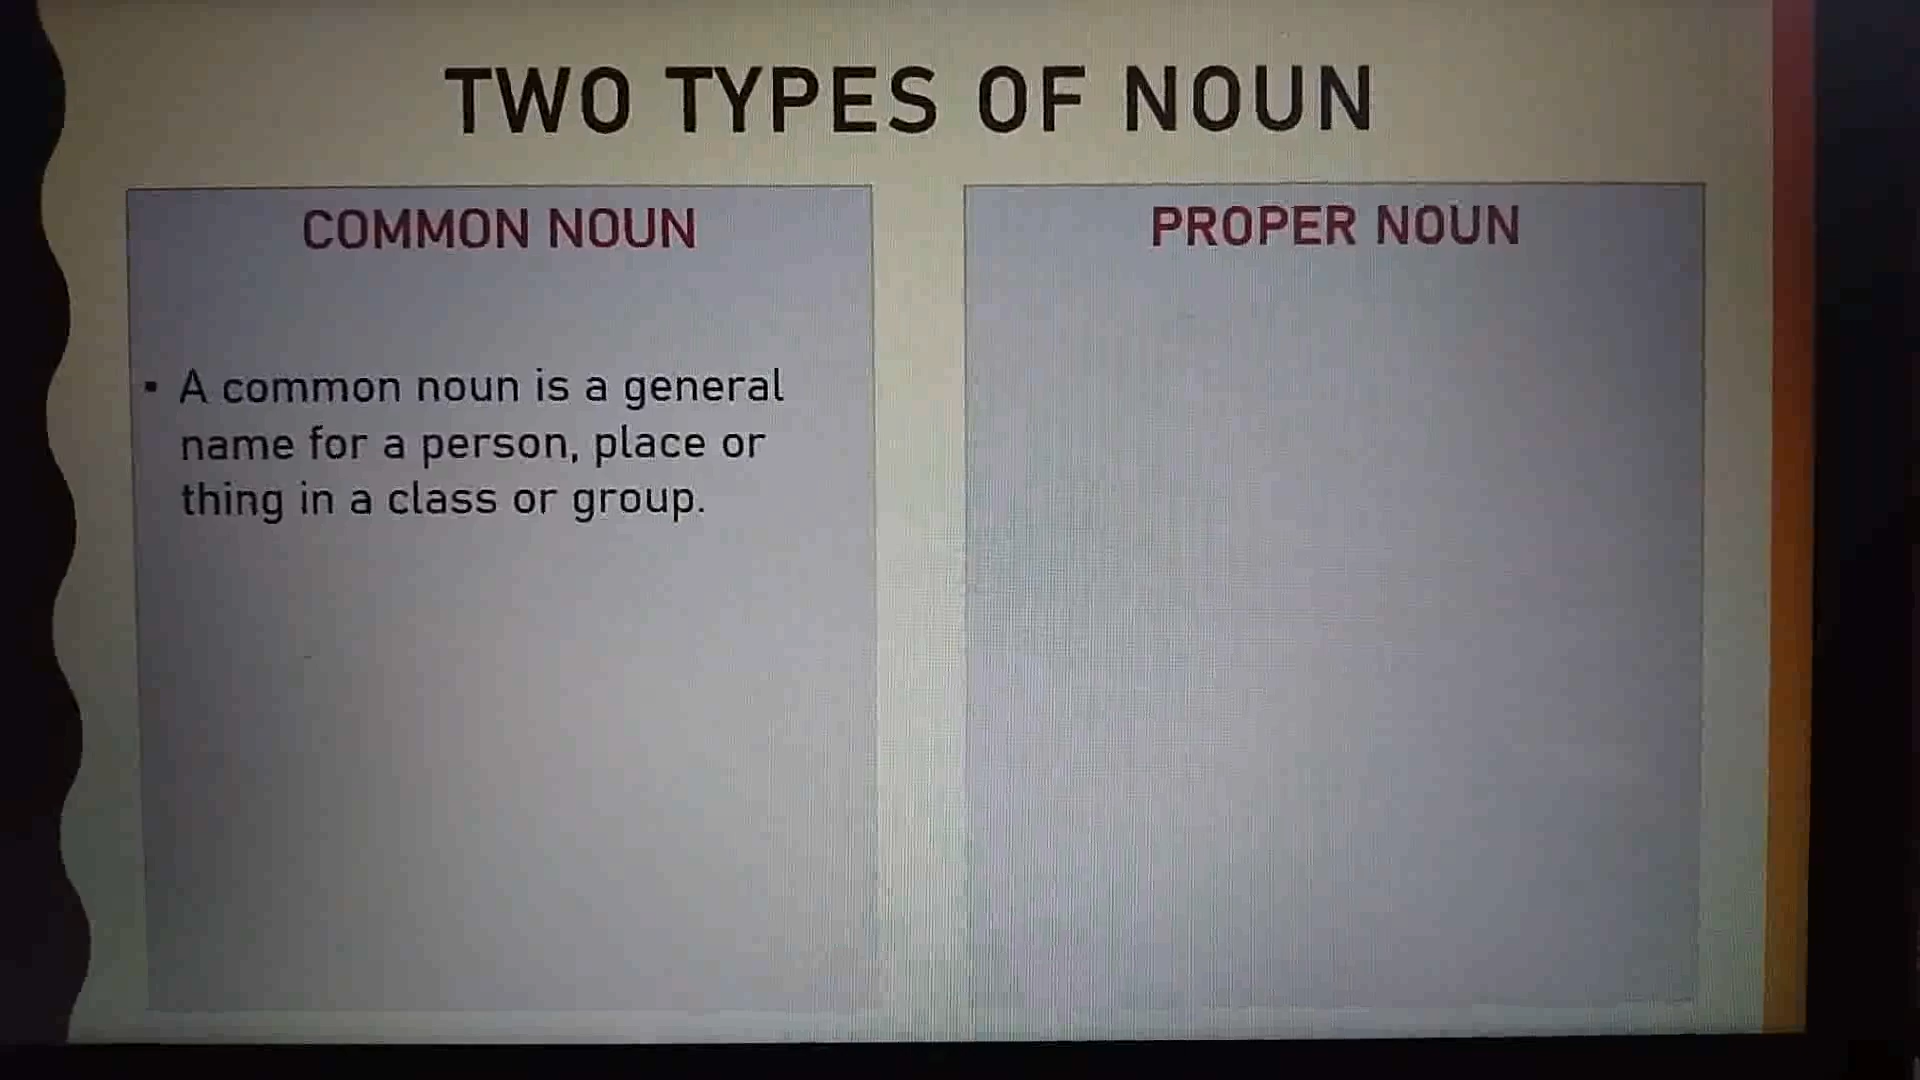 TWO TYPES OF NOUN
COMMON NOUN
▪ A common noun is a general
name for a person, place or
thing in a class or group.
PROPER NOUN